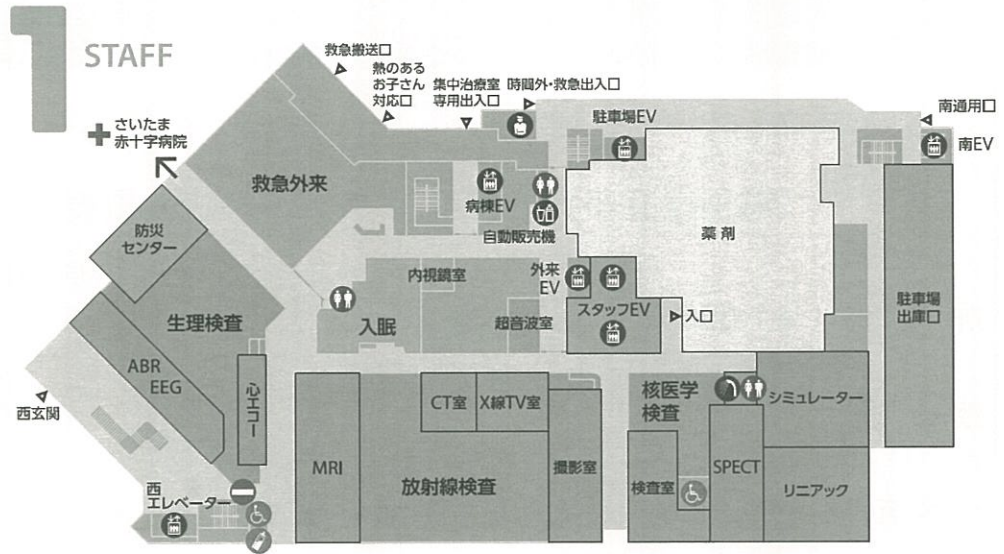 1
STAFF
救急搬送口
熱のある
お子さん
対応口
集中治療室
専用出入口
時間外・救急出入口
駐車場EV
南通用口
南EV
さいたま
赤十字病院
救急外来
病棟EV
自動販売機
薬剤
防災
センター
内視鏡室
外来
EV
スタッフEV
入口
駐車場
出庫口
生理検査
入眠
超音波室
ABR
EEG
心エコー
西玄関
CT室
X線TV室
核医学
検査
シミュレーター
MRI
放射線検査
撮影室
検査室
SPECT
リニアック
西
エレベーター